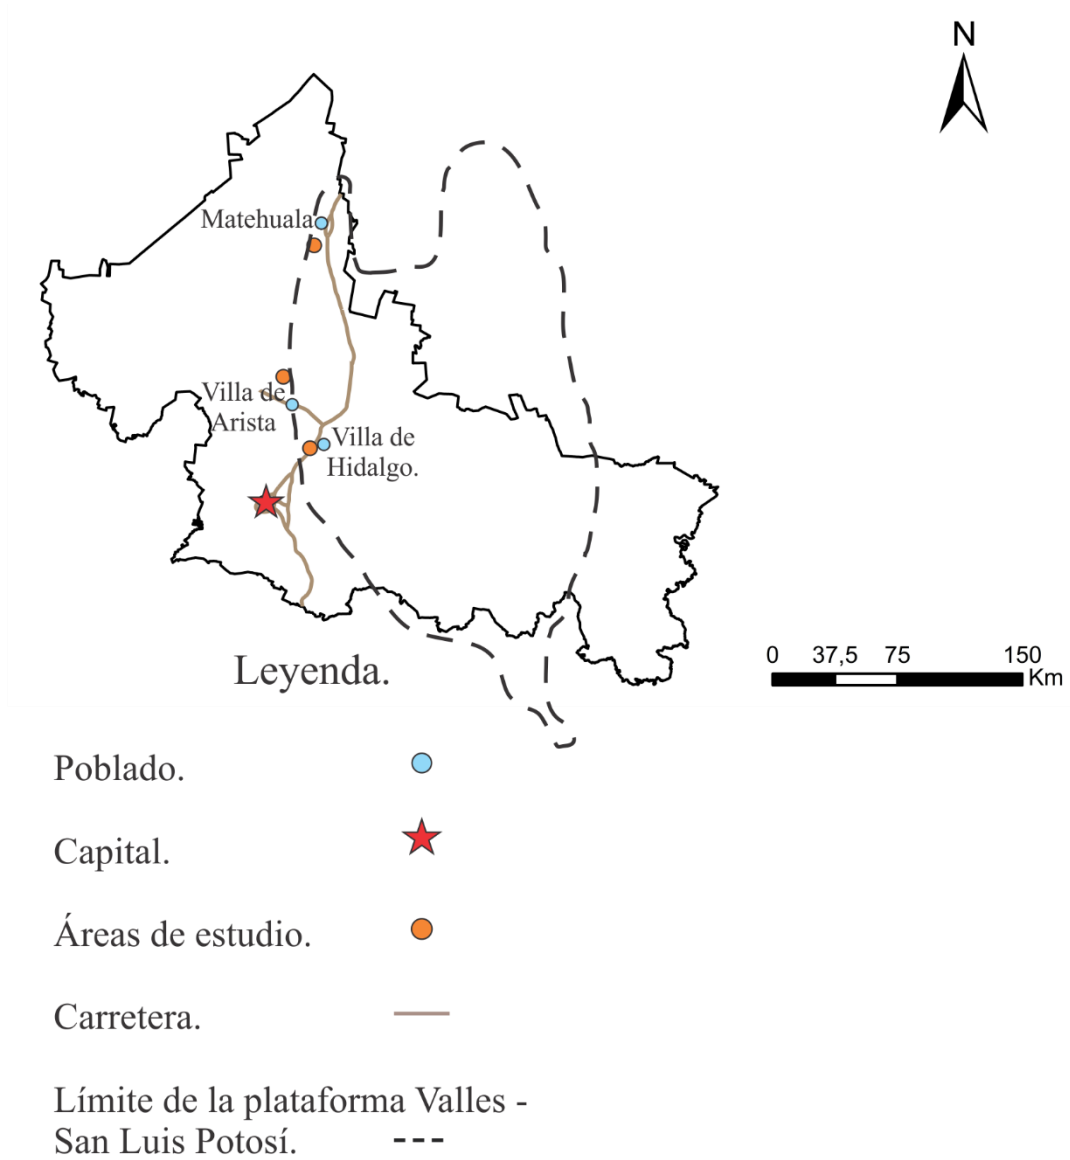 N
Matehuala
Villa de
Arista
Villa de
Hidalgo.
0 37,5 75 150
Km
Leyenda.
Poblado.
Capital.
Áreas de estudio.
Carretera.
Límite de la plataforma Valles -
San Luis Potosí.